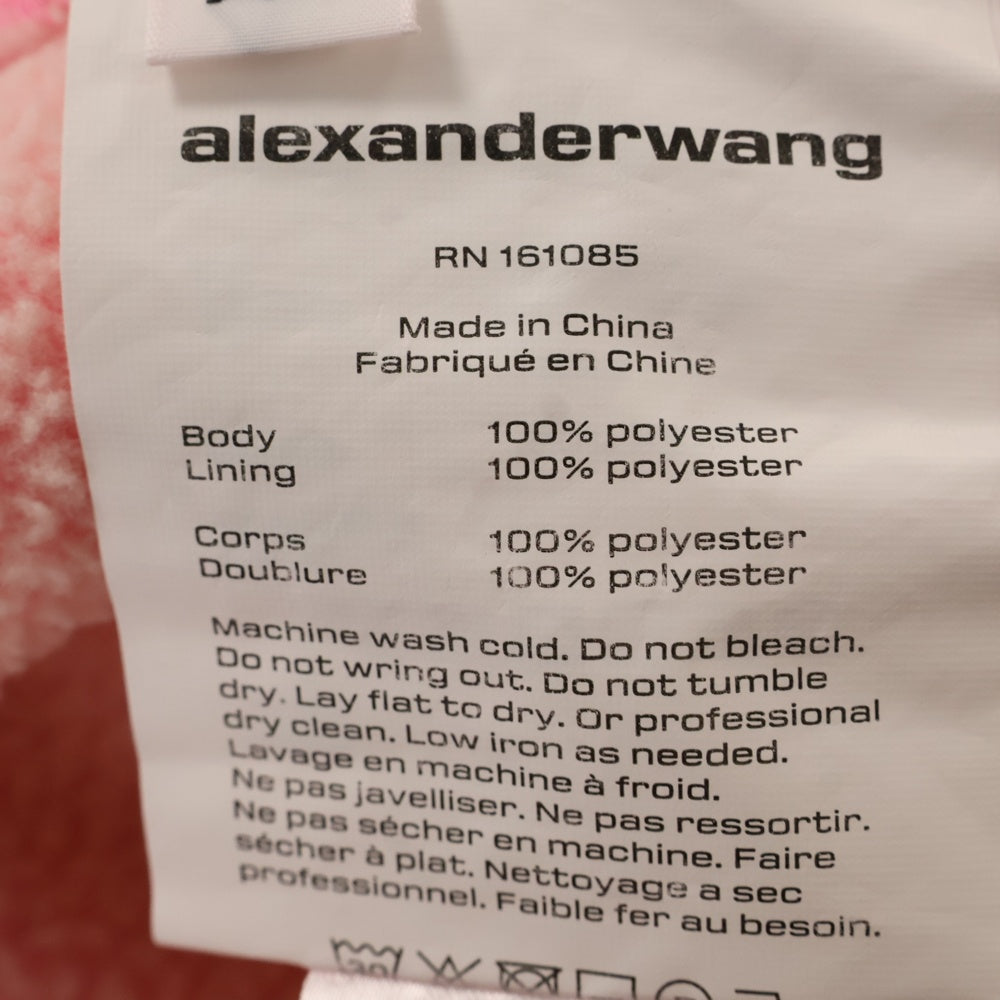 alexanderwang
RN 161085
Made in China
Fabriqué en Chine
Body 100% polyester
Lining 100% polyester
Corps 100% polyester
Doublure 100% polyester
Machine wash cold. Do not bleach.
Do not wring out. Do not tumble
dry. Lay flat to dry. Or professional
dry clean. Low iron as needed.
Lavage en machine à froid.
Ne pas javelliser. Ne pas ressortir.
Ne pas sécher en machine. Faire
sécher à plat. Nettoyage a sec
professionnel. Faible fer au besoin.